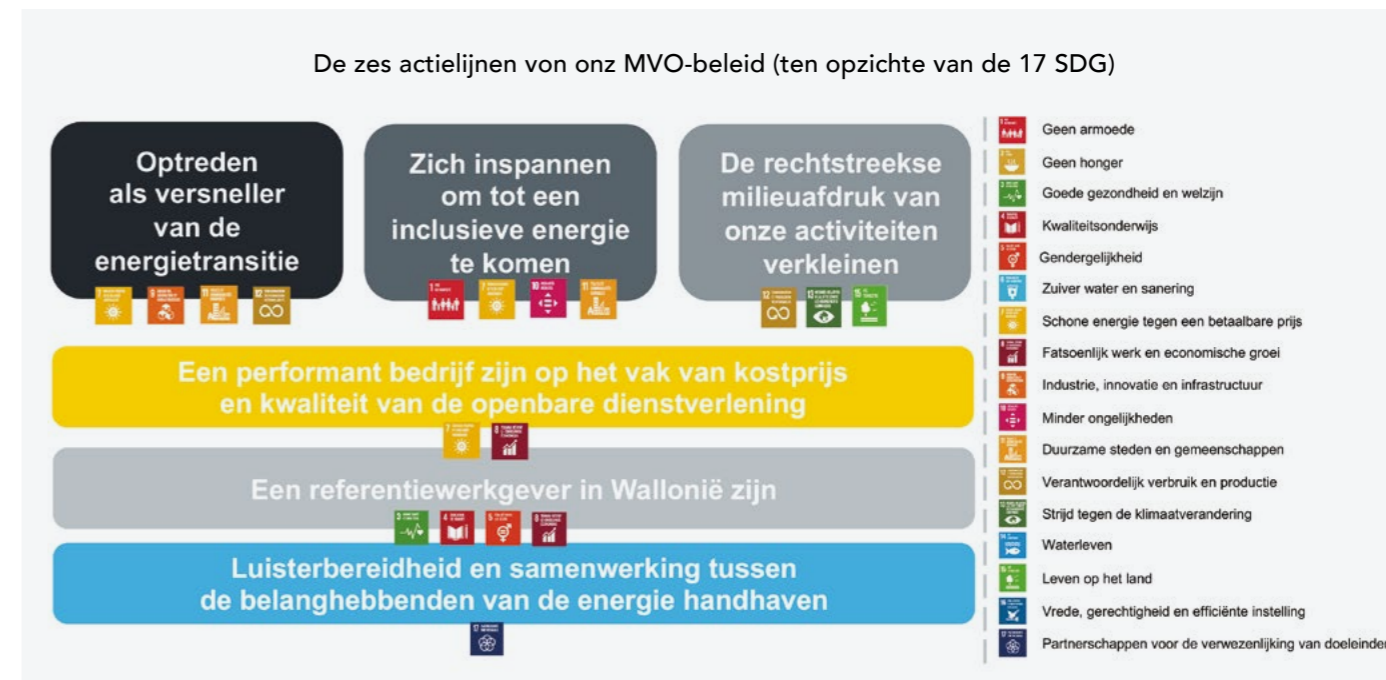 De zes actielijnen von onz MVO-beleid (ten opzichte van de 17 SDG)
Optreden
als versneller
van de
energietransitie
Zich inspannen
om tot een
inclusieve energie
te komen
De rechtstreekse
milieuafdruk van
onze activiteiten
verkleinen
Een performant bedrijf zijn op het vak van kostprijs
en kwaliteit van de openbare dienstverlening
Een referentiewerkgever in Wallonië zijn
Luisterbereidheid en samenwerking tussen
de belanghebbenden van de energie handhaven
Geen armoede
Geen honger
Goede gezondheid en welzijn
Kwaliteitsonderwijs
Gendergelijkheid
Zuiver water en sanering
Schone energie tegen een betaalbare prijs
Fatsoenlijk werk en economische groei
Industrie, innovatie en infrastructuur
Minder ongelijkheden
Duurzame steden en gemeenschappen
Verantwoordelijk verbruik en productie
Strijd tegen de klimaatverandering
Waterleven
Leven op het land
Vrede, gerechtigheid en efficiënte instelling
Partnerschappen voor de verwezenlijking van doeleinden